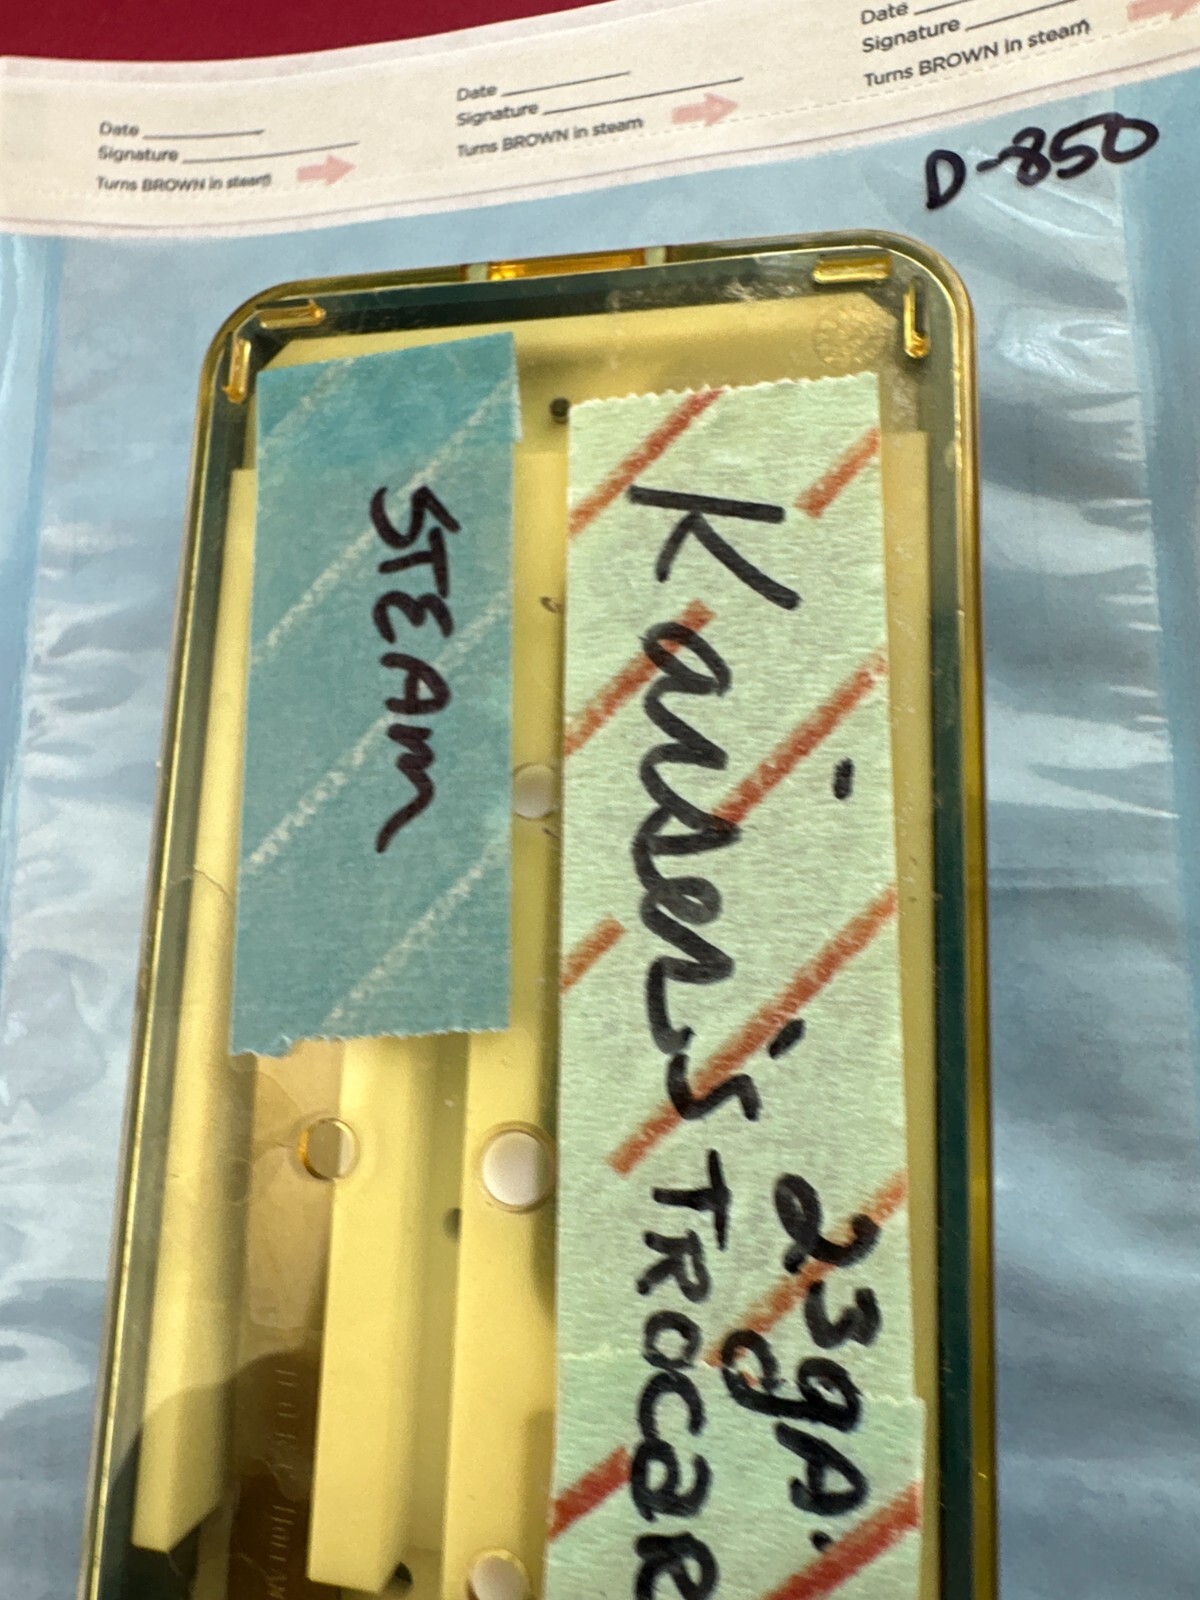 Date
Signature
Turns BROWN in steam
Date
Signature
Turns BROWN in steam
Date
Signature
Turns BROWN in steam
D-850
STEAM
23gA.
TROCAR